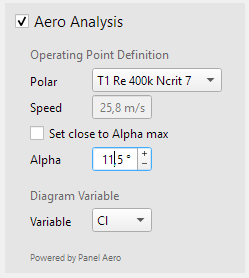 Aero Analysis
Operating Point Definition
Polar T1 Re 400k Ncrit 7
Speed 25,8 m/s
Set close to Alpha max
Alpha 11,5 ° + -
Diagram Variable
Variable Cl
Powered by Panel Aero